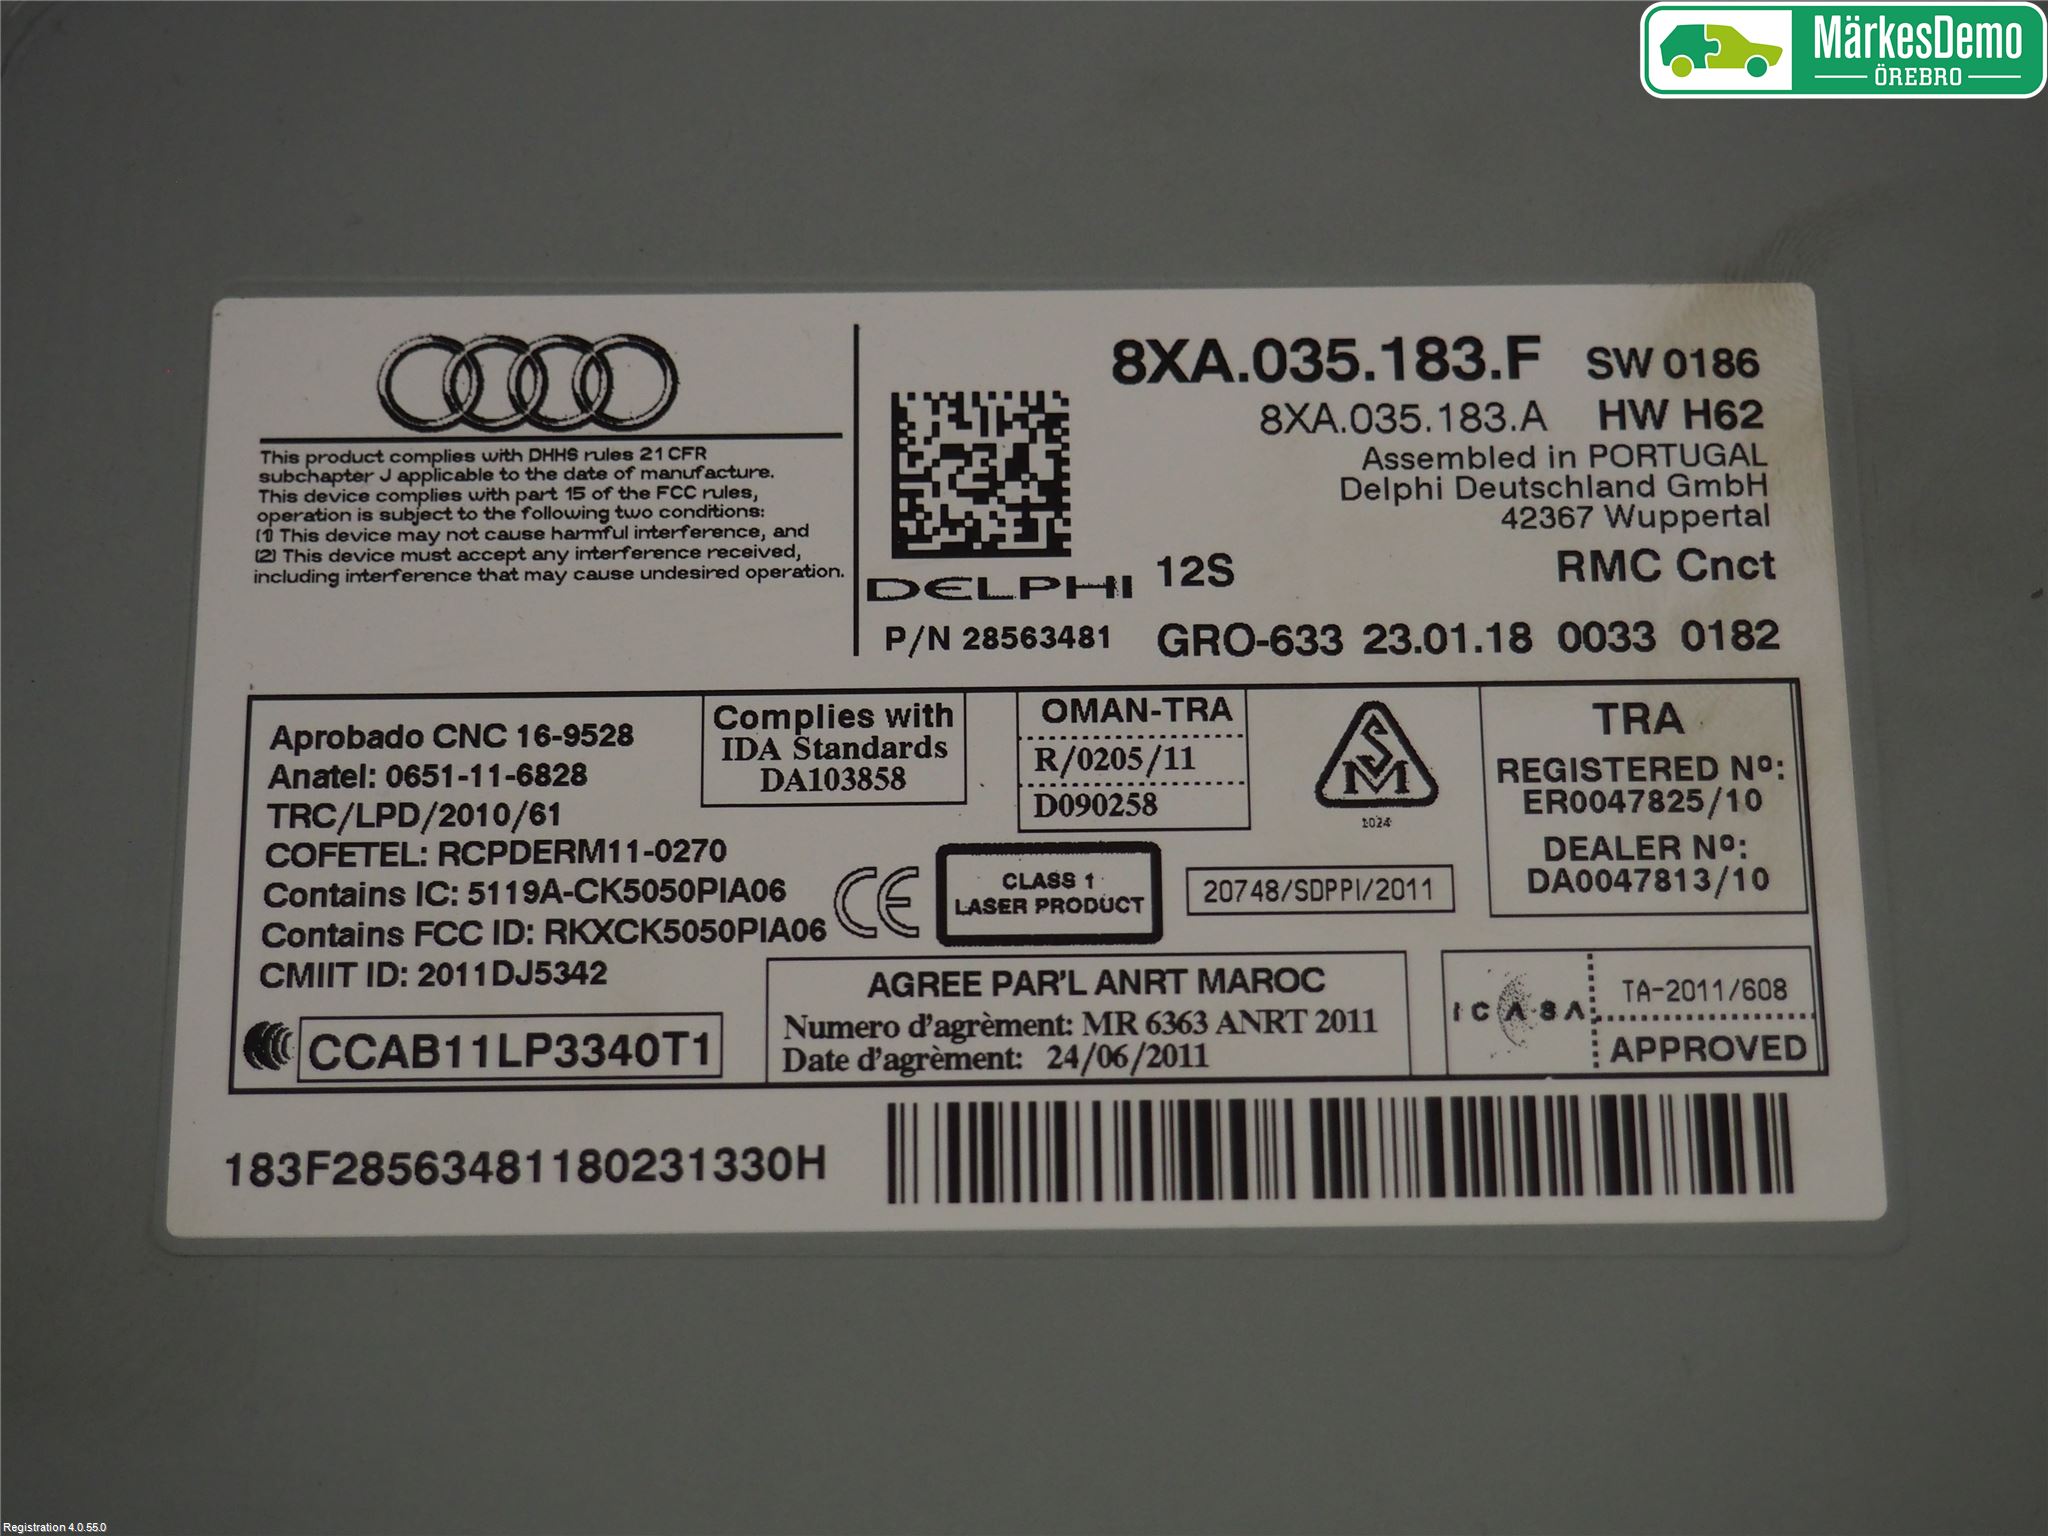 MärkesDemo
ÖREBRO
This product complies with DHHS rules 21 CFR
subchapter J applicable to the date of manufacture.
This device complies with part 15 of the FCC rules,
operation is subject to the following two conditions:
(1) This device may not cause harmful interference, and
(2) This device must accept any interference received,
including interference that may cause undesired operation.
8XA.035.183.F SW 0186
8XA.035.183.A HW H62
Assembled in PORTUGAL
Delphi Deutschland GmbH
42367 Wuppertal
DELPHI 12S RMC Cnct
P/N 28563481 GRO-633 23.01.18 0033 0182
Aprobado CNC 16-9528
Anatel: 0651-11-6828
TRC/LPD/2010/61
COFETEL: RCPDERM11-0270
Contains IC: 5119A-CK5050PIA06
Contains FCC ID: RKXCK5050PIA06
CMIIT ID: 2011DJ5342
CCAB11LP3340T1
Complies with
IDA Standards
DA103858
OMAN-TRA
R/0205/11
D090258
SM
1024
TRA
REGISTERED Nº:
ER0047825/10
DEALER Nº:
DA0047813/10
CE
CLASS 1
LASER PRODUCT
20748/SDPPI/2011
AGREE PAR'L ANRT MAROC
Numero d'agrèment: MR 6363 ANRT 2011
Date d'agrèment: 24/06/2011
ICASA
TA-2011/608
APPROVED
183F28563481180231330H
Registration 4.0.55.0